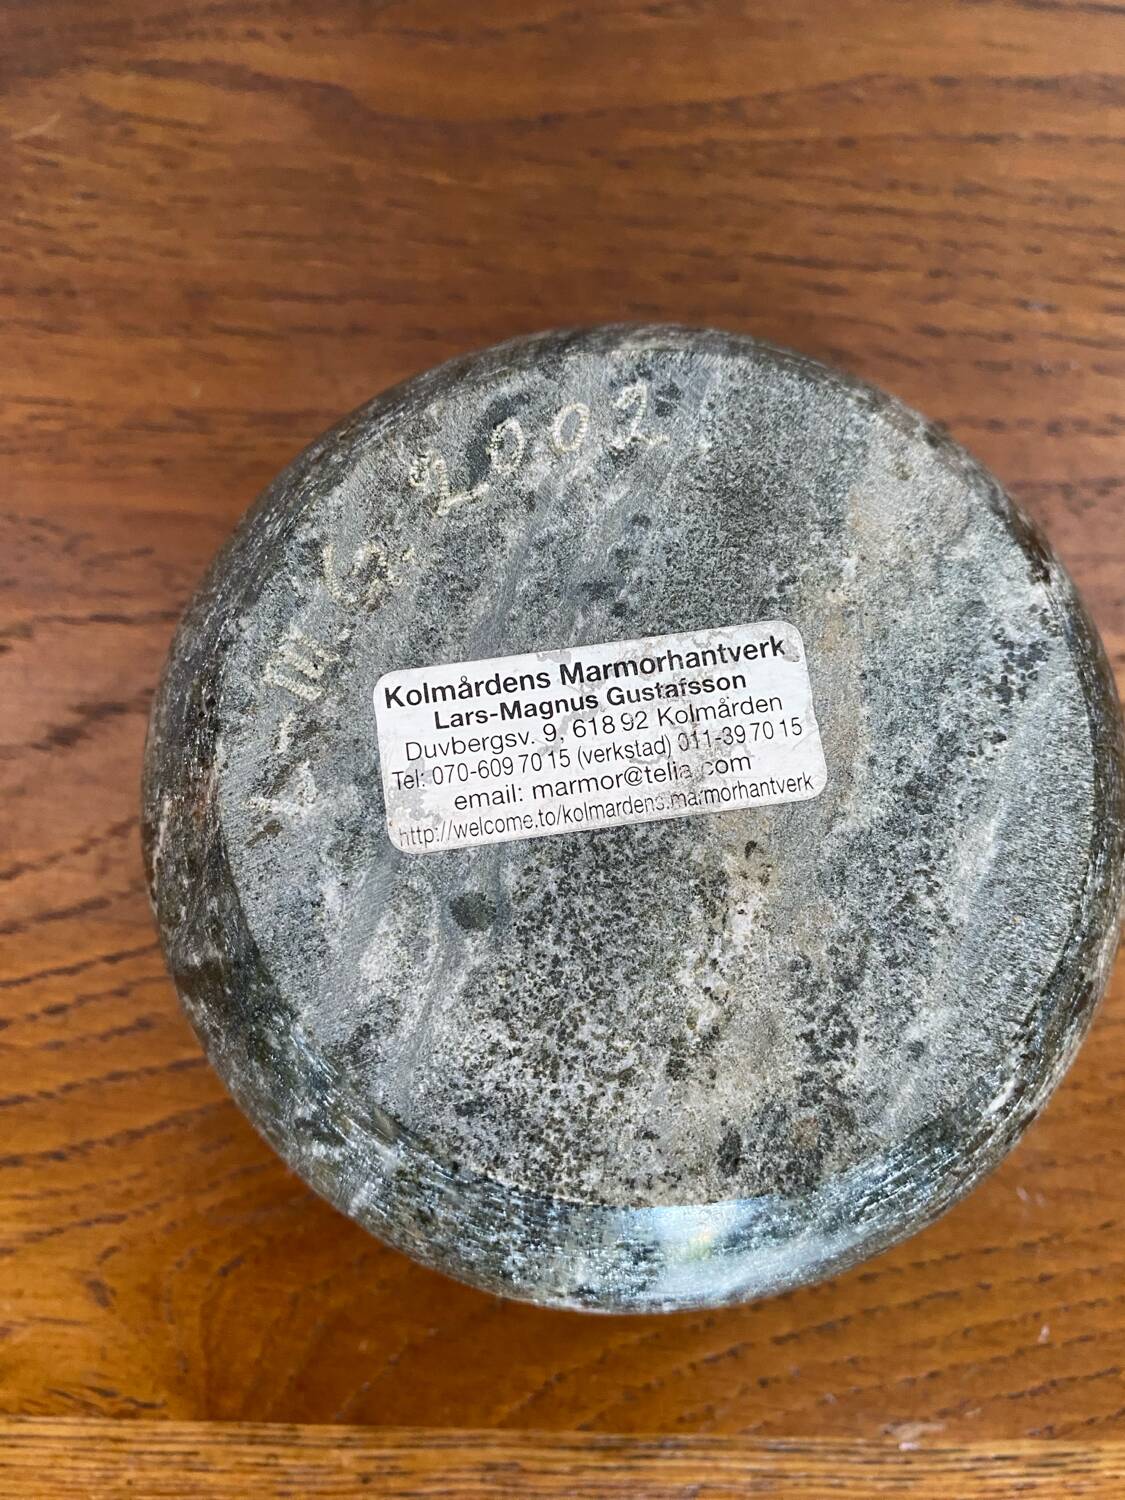 L-M.G. 2002.
Kolmårdens Marmorhantverk
Lars-Magnus Gustafsson
Duvbergsv. 9, 618 92 Kolmården
Tel: 070-609 70 15 (verkstad) 011-39 70 15
email: marmor@telia.com
http://welcome.to/kolmardens.marmorhantverk